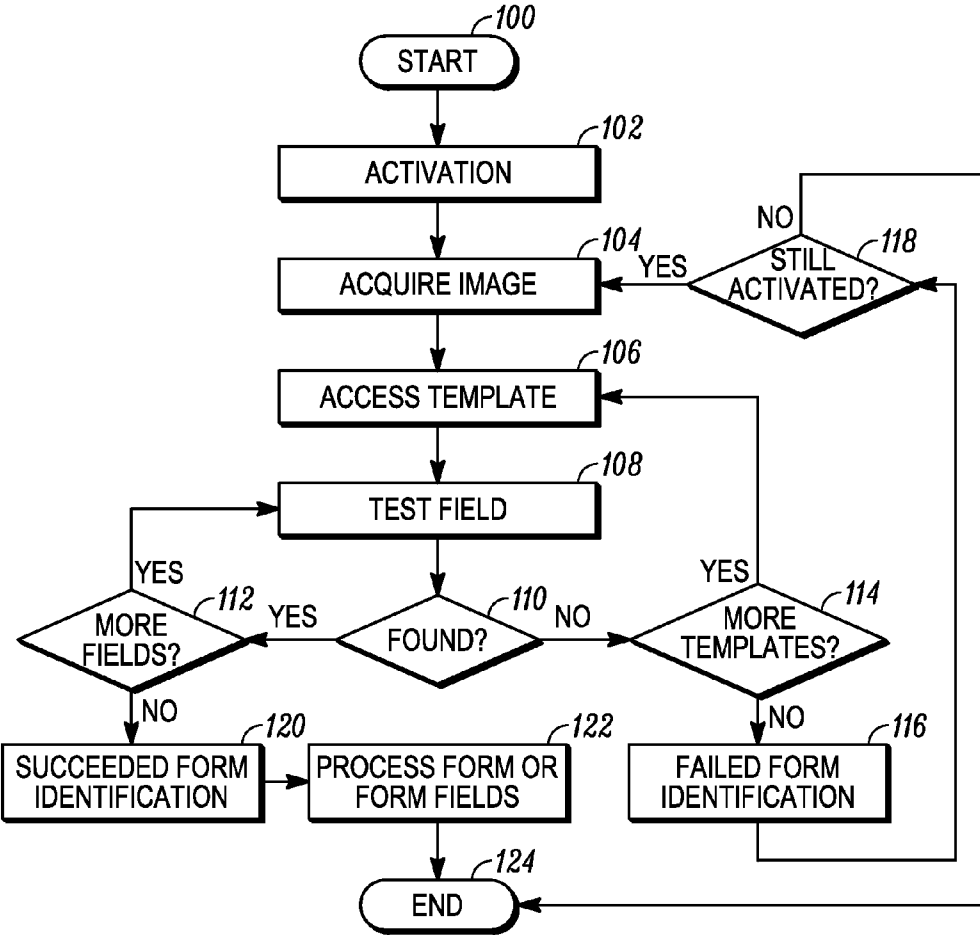 100
START
102
ACTIVATION
NO
118
104
YES
STILL
ACTIVATED?
ACQUIRE IMAGE
106
ACCESS TEMPLATE
108
TEST FIELD
YES
112
MORE
FIELDS?
YES
110
FOUND?
NO
YES
114
MORE
TEMPLATES?
NO
120
SUCCEEDED FORM
IDENTIFICATION
122
PROCESS FORM OR
FORM FIELDS
NO
116
FAILED FORM
IDENTIFICATION
124
END